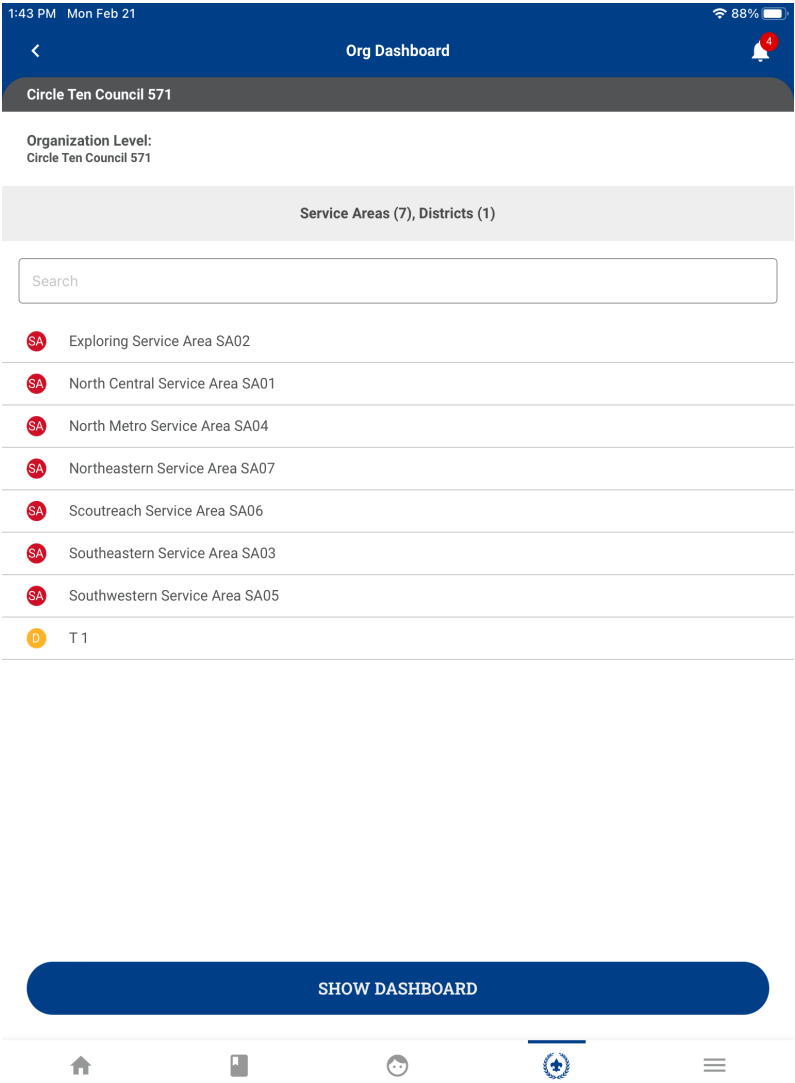 1:43 PM Mon Feb 21 88%
Org Dashboard 4
Circle Ten Council 571
Organization Level:
Circle Ten Council 571
Service Areas (7), Districts (1)
Search
SA Exploring Service Area SA02
SA North Central Service Area SA01
SA North Metro Service Area SA04
SA Northeastern Service Area SA07
SA Scoutreach Service Area SA06
SA Southeastern Service Area SA03
SA Southwestern Service Area SA05
D T 1
SHOW DASHBOARD